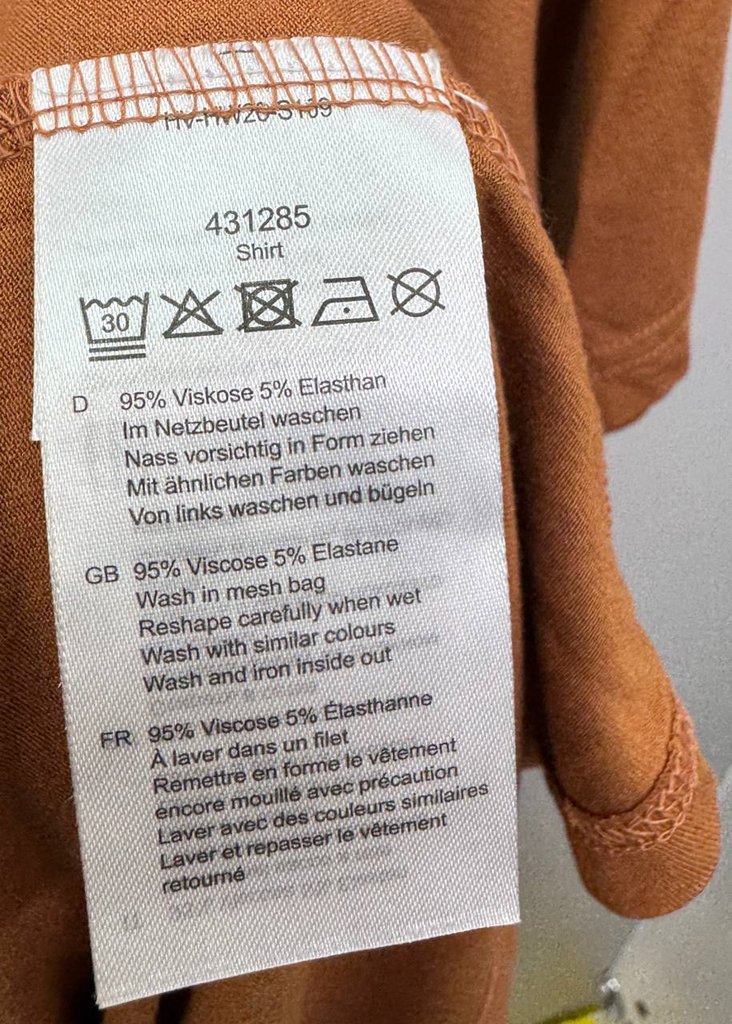 431285
Shirt
30
D 95% Viskose 5% Elasthan
Im Netzbeutel waschen
Nass vorsichtig in Form ziehen
Mit ähnlichen Farben waschen
Von links waschen und bügeln
GB 95% Viscose 5% Elastane
Wash in mesh bag
Reshape carefully when wet
Wash with similar colours
Wash and iron inside out
FR 95% Viscose 5% Élasthanne
À laver dans un filet
Remettre en forme le vêtement
encore mouillé avec précaution
Laver avec des couleurs similaires
Laver et repasser le vêtement
retourné